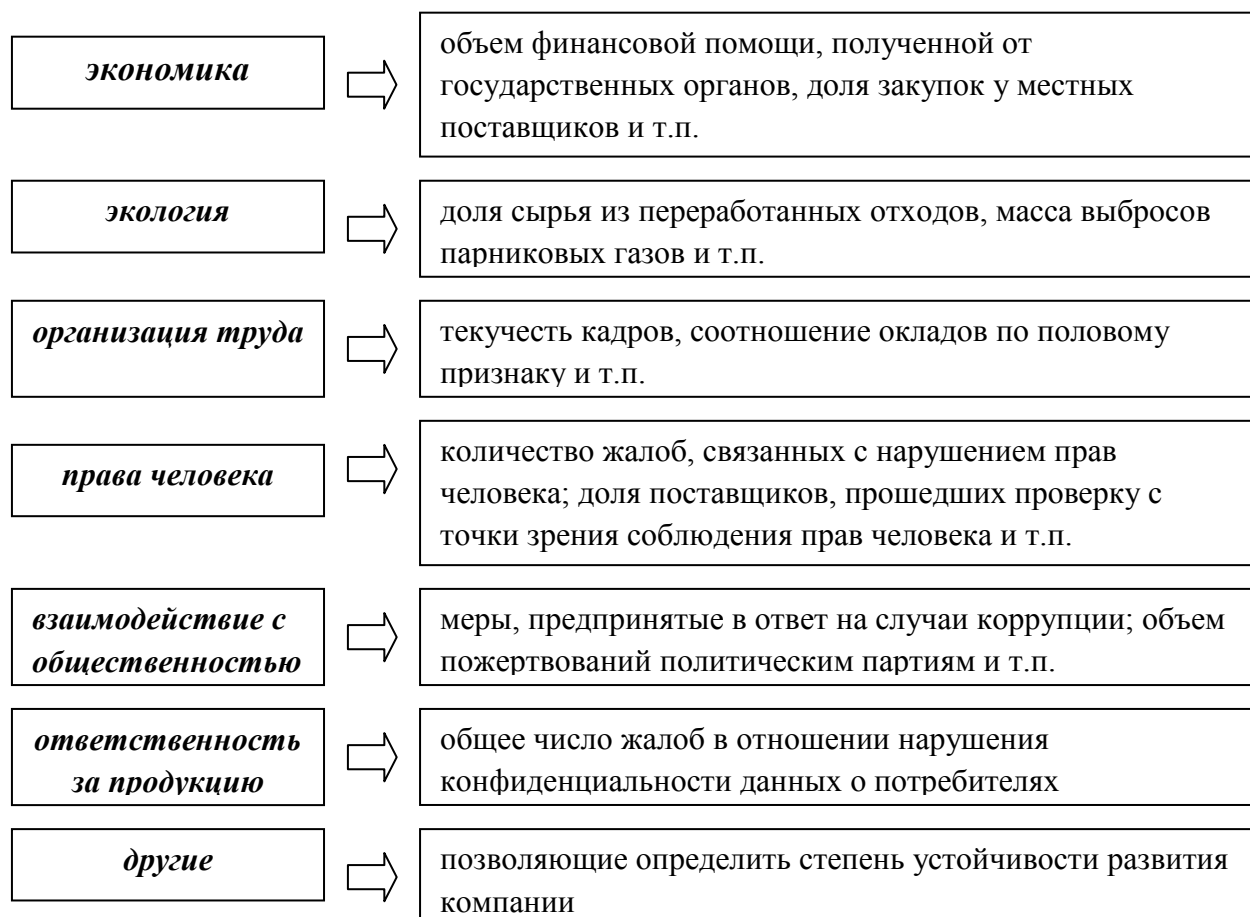 экономика
объем финансовой помощи, полученной от
государственных органов, доля закупок у местных
поставщиков и т.п.
экология
доля сырья из переработанных отходов, масса выбросов
парниковых газов и т.п.
организация труда
текучесть кадров, соотношение окладов по половому
признаку и т.п.
права человека
количество жалоб, связанных с нарушением прав
человека; доля поставщиков, прошедших проверку с
точки зрения соблюдения прав человека и т.п.
взаимодействие с
общественностью
меры, предпринятые в ответ на случаи коррупции; объем
пожертвований политическим партиям и т.п.
ответственность
за продукцию
общее число жалоб в отношении нарушения
конфиденциальности данных о потребителях
другие
позволяющие определить степень устойчивости развития
компании